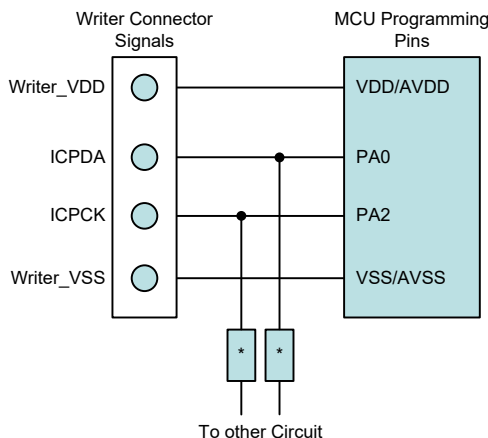 Writer Connector
Signals
MCU Programming
Pins
Writer_VDD
VDD/AVDD
ICPDA
PA0
ICPCK
PA2
Writer_VSS
VSS/AVSS
*
*
To other Circuit